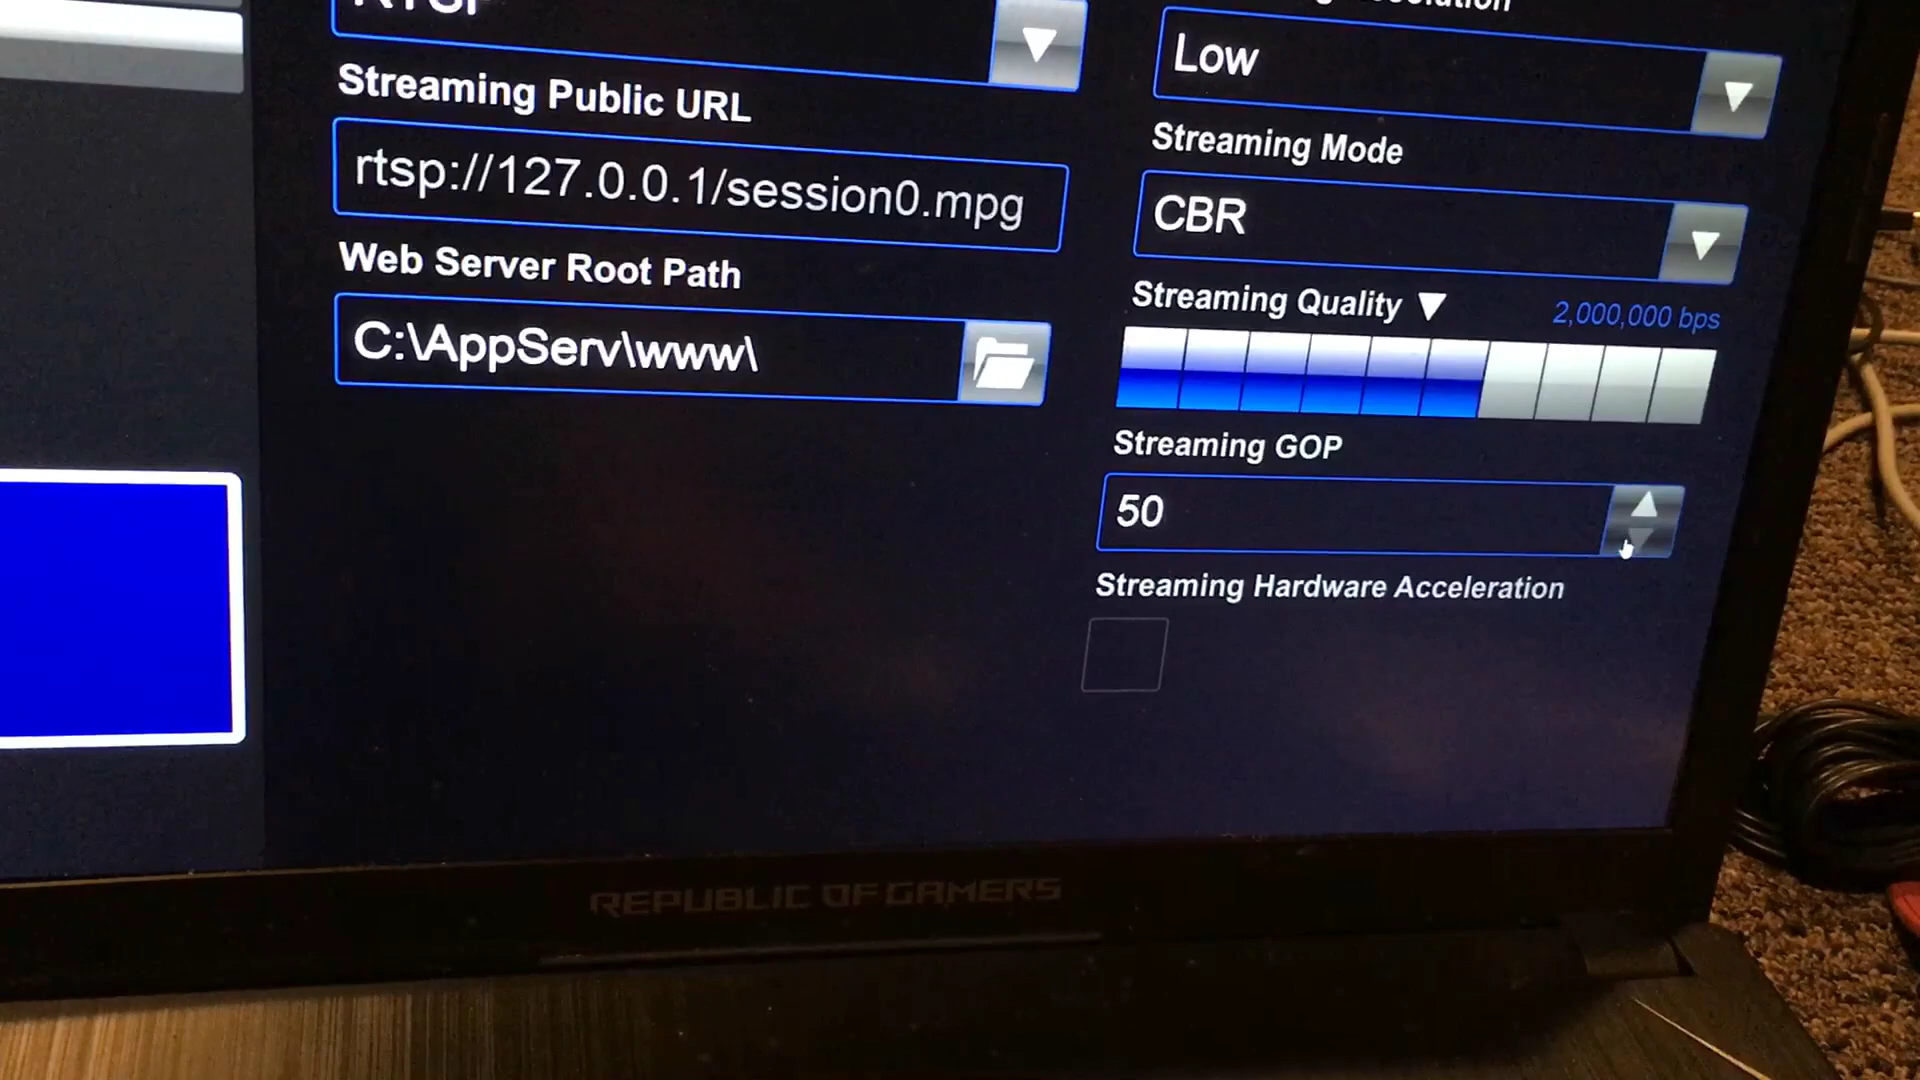 RTSP
Streaming Public URL
rtsp://127.0.0.1/session0.mpg
Web Server Root Path
C:\AppServ\www\
Low
Streaming Mode
CBR
Streaming Quality
2,000,000 bps
Streaming GOP
50
Streaming Hardware Acceleration
REPUBLIC OF GAMERS